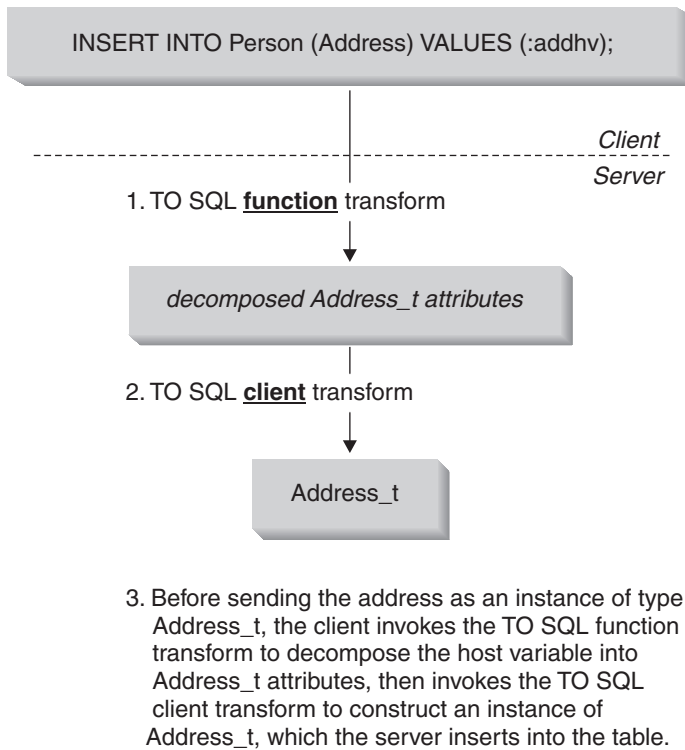 INSERT INTO Person (Address) VALUES (:addhv);
Client
Server
1. TO SQL function transform
decomposed Address_t attributes
2. TO SQL client transform
Address_t
3. Before sending the address as an instance of type
Address_t, the client invokes the TO SQL function
transform to decompose the host variable into
Address_t attributes, then invokes the TO SQL
client transform to construct an instance of
Address_t, which the server inserts into the table.